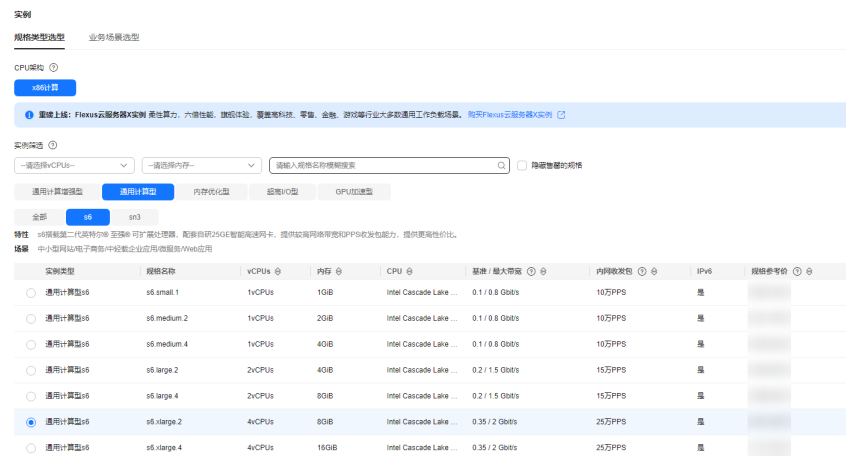 实例
规格类型选型 业务场景选型
CPU架构
x86计算
重磅上线：Flexus云服务器X实例 柔性算力，六倍性能，旗舰体验，覆盖高科技、零售、金融、游戏等行业大多数通用工作负载场景。 购买Flexus云服务器X实例
实例筛选
--请选择vCPUs-- --请选择内存-- 请输入规格名称模糊搜索 隐藏售罄的规格
通用计算增强型 通用计算型 内存优化型 超高I/O型 GPU加速型
全部 s6 sn3
特性 s6搭载第二代英特尔® 至强® 可扩展处理器，配套自研25GE智能高速网卡，提供较高网络带宽和PPS收发包能力，提供更高性价比。
场景 中小型网站/电子商务/中轻载企业应用/微服务/Web应用
实例类型 规格名称 vCPUs 内存 CPU 基准 / 最大带宽 内网收发包 IPv6 规格参考价
通用计算型s6 s6.small.1 1vCPUs 1GiB Intel Cascade Lake ... 0.1 / 0.8 Gbit/s 10万PPS 是
通用计算型s6 s6.medium.2 1vCPUs 2GiB Intel Cascade Lake ... 0.1 / 0.8 Gbit/s 10万PPS 是
通用计算型s6 s6.medium.4 1vCPUs 4GiB Intel Cascade Lake ... 0.1 / 0.8 Gbit/s 10万PPS 是
通用计算型s6 s6.large.2 2vCPUs 4GiB Intel Cascade Lake ... 0.2 / 1.5 Gbit/s 15万PPS 是
通用计算型s6 s6.large.4 2vCPUs 8GiB Intel Cascade Lake ... 0.2 / 1.5 Gbit/s 15万PPS 是
通用计算型s6 s6.xlarge.2 4vCPUs 8GiB Intel Cascade Lake ... 0.35 / 2 Gbit/s 25万PPS 是
通用计算型s6 s6.xlarge.4 4vCPUs 16GiB Intel Cascade Lake ... 0.35 / 2 Gbit/s 25万PPS 是